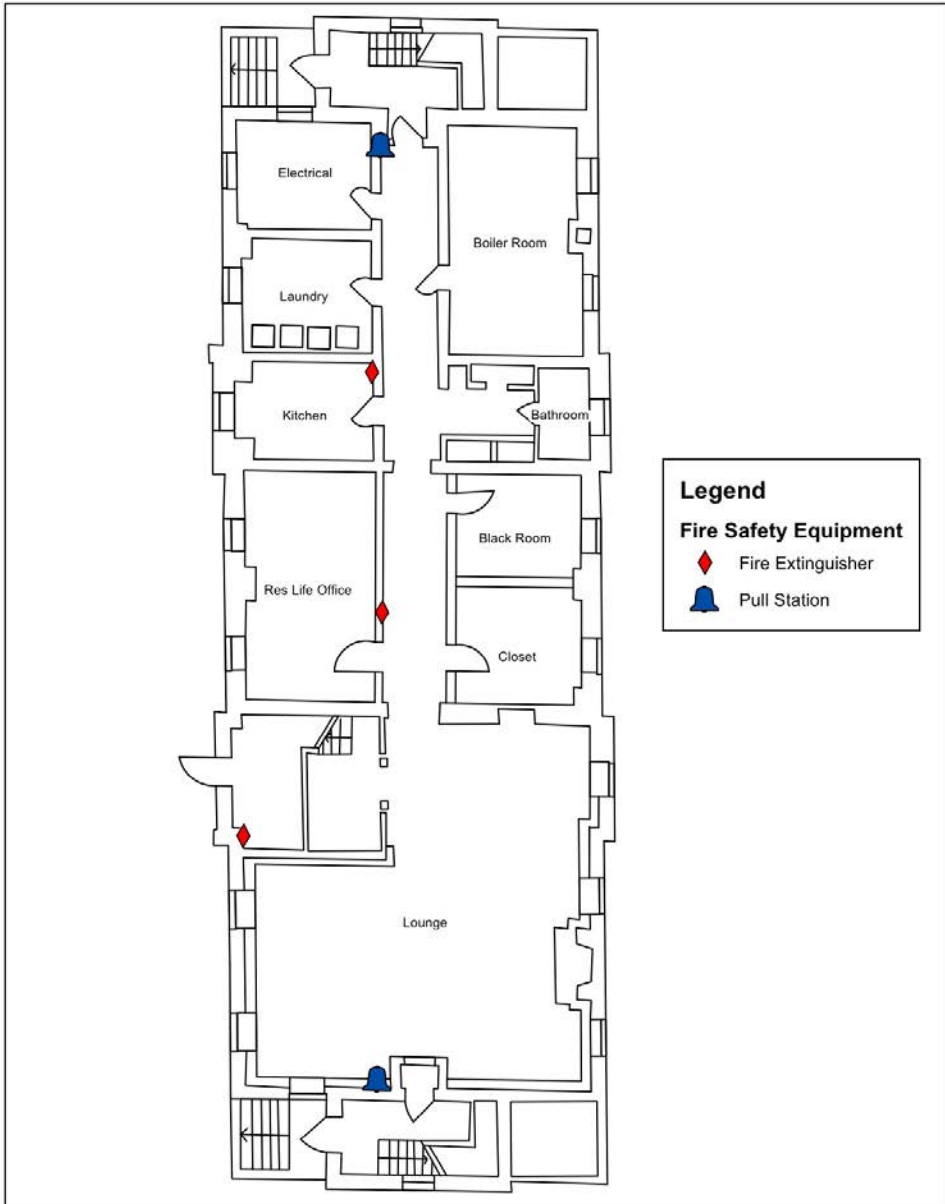 Electrical
Boiler Room
Laundry
Kitchen
Bathroom
Black Room
Res Life Office
Closet
Lounge
Legend
Fire Safety Equipment
Fire Extinguisher
Pull Station